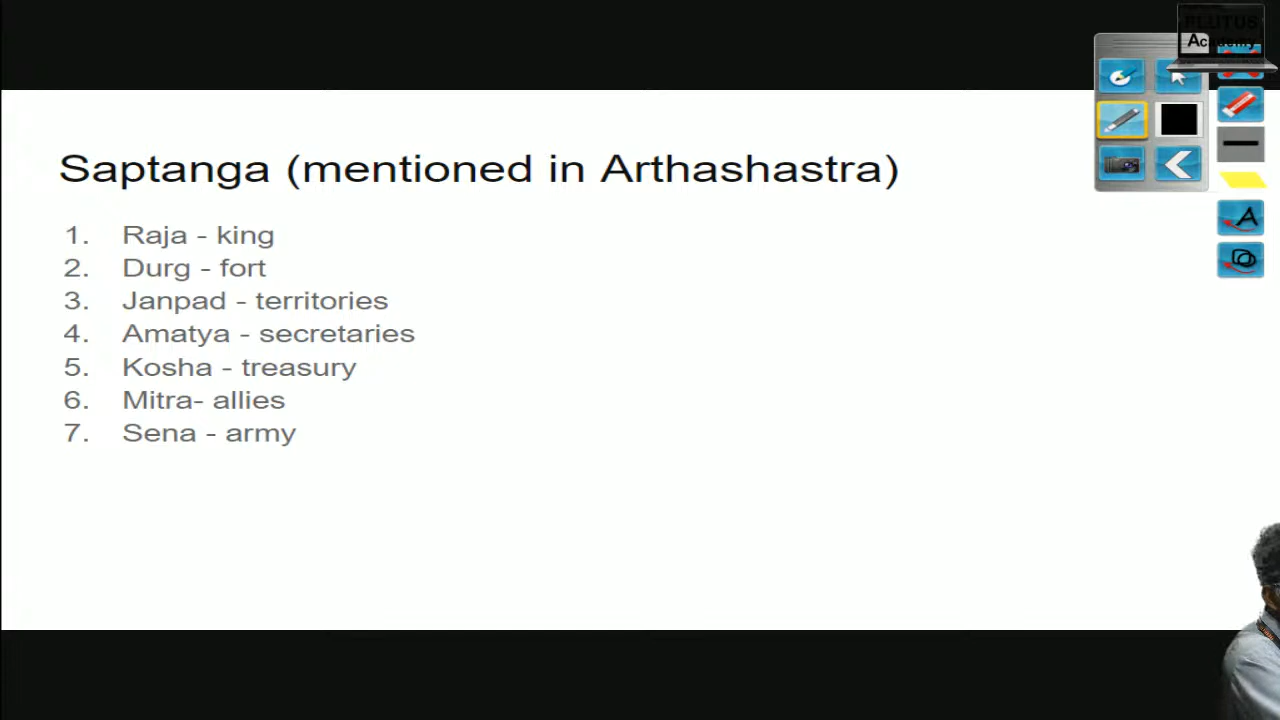 PLUTUS
Academy
Saptanga (mentioned in Arthashastra)
1. Raja - king
2. Durg - fort
3. Janpad - territories
4. Amatya - secretaries
5. Kosha - treasury
6. Mitra- allies
7. Sena - army
A